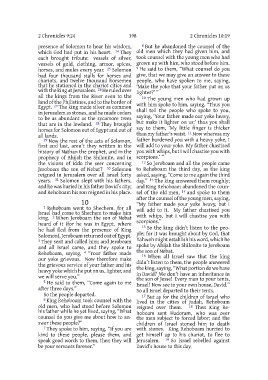 2 Chronicles 9:24
198
2 Chronicles 10:19
presence of Solomon to hear his wisdom,
which God had put in his heart. 24 They
each brought tribute: vessels of silver,
vessels of gold, clothing, armor, spices,
horses, and mules every year. 25 Solomon
had four thousand stalls for horses and
chariots, and twelve thousand horsemen
that he stationed in the chariot cities and
with the king at Jerusalem. 26 He ruled over
all the kings from the River even to the
land of the Philistines, and to the border of
Egypt. 27 The king made silver as common
in Jerusalem as stones, and he made cedars
to be as abundant as the sycamore trees
that are in the lowland. 28 They brought
horses for Solomon out of Egypt and out of
all lands.
29 Now the rest of the acts of Solomon,
first and last, aren't they written in the
history of Nathan the prophet, and in the
prophecy of Ahijah the Shilonite, and in
the visions of Iddo the seer concerning
Jeroboam the son of Nebat? 30 Solomon
reigned in Jerusalem over all Israel forty
years. 31 Solomon slept with his fathers,
and he was buried in his father David's city;
and Rehoboam his son reigned in his place.
10
1 Rehoboam went to Shechem, for all
Israel had come to Shechem to make him
king. 2 When Jeroboam the son of Nebat
heard of it (for he was in Egypt, where
he had fled from the presence of King
Solomon), Jeroboam returned out of Egypt.
3 They sent and called him; and Jeroboam
and all Israel came, and they spoke to
Rehoboam, saying, 4 "Your father made
our yoke grievous. Now therefore make
the grievous service of your father and his
heavy yoke which he put on us, lighter, and
we will serve you."
5 He said to them, "Come again to me
after three days."
So the people departed.
6 King Rehoboam took counsel with the
old men, who had stood before Solomon
his father while he yet lived, saying, "What
counsel do you give me about how to an-
swer these people?"
7 They spoke to him, saying, "If you are
kind to these people, please them, and
speak good words to them, then they will
be your servants forever."
8 But he abandoned the counsel of the
old men which they had given him, and
took counsel with the young men who had
grown up with him, who stood before him.
9 He said to them, "What counsel do you
give, that we may give an answer to these
people, who have spoken to me, saying,
'Make the yoke that your father put on us
lighter?'"
10 The young men who had grown up
with him spoke to him, saying, "Thus you
shall tell the people who spoke to you,
saying, 'Your father made our yoke heavy,
but make it lighter on us;' thus you shall
say to them, 'My little finger is thicker
than my father's waist. 11 Now whereas my
father burdened you with a heavy yoke, I
will add to your yoke. My father chastised
you with whips, but I will chastise you with
scorpions.'"
12 So Jeroboam and all the people came
to Rehoboam the third day, as the king
asked, saying, "Come to me again the third
day." 13 The king answered them roughly;
and King Rehoboam abandoned the coun-
sel of the old men, 14 and spoke to them
after the counsel of the young men, saying,
"My father made your yoke heavy, but I
will add to it. My father chastised you
with whips, but I will chastise you with
scorpions."
15 So the king didn't listen to the peo-
ple; for it was brought about by God, that
Yahweh might establish his word, which he
spoke by Ahijah the Shilonite to Jeroboam
the son of Nebat.
16 When all Israel saw that the king
didn't listen to them, the people answered
the king, saying, "What portion do we have
in David? We don't have an inheritance in
the son of Jesse! Every man to your tents,
Israel! Now see to your own house, David."
So all Israel departed to their tents.
17 But as for the children of Israel who
lived in the cities of Judah, Rehoboam
reigned over them. 18 Then King Re-
hoboam sent Hadoram, who was over
the men subject to forced labor; and the
children of Israel stoned him to death
with stones. King Rehoboam hurried to
get himself up to his chariot, to flee to
Jerusalem. 19 So Israel rebelled against
David's house to this day.